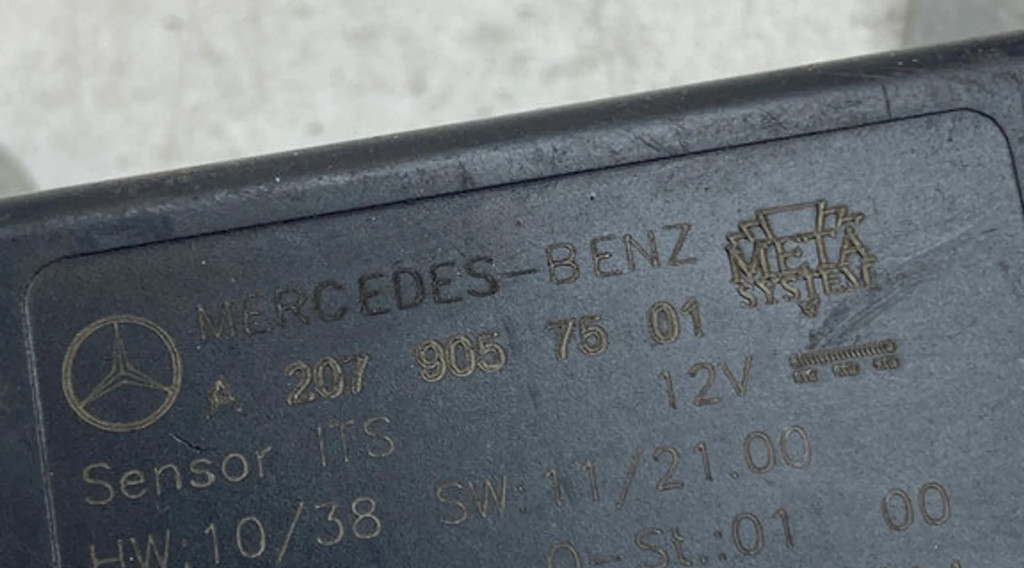 MERCEDES-BENZ
META SYSTEM
A 207 905 75 01
12V
Sensor ITS
HW:10/38 SW:11/21.00
Q-St.:01 00